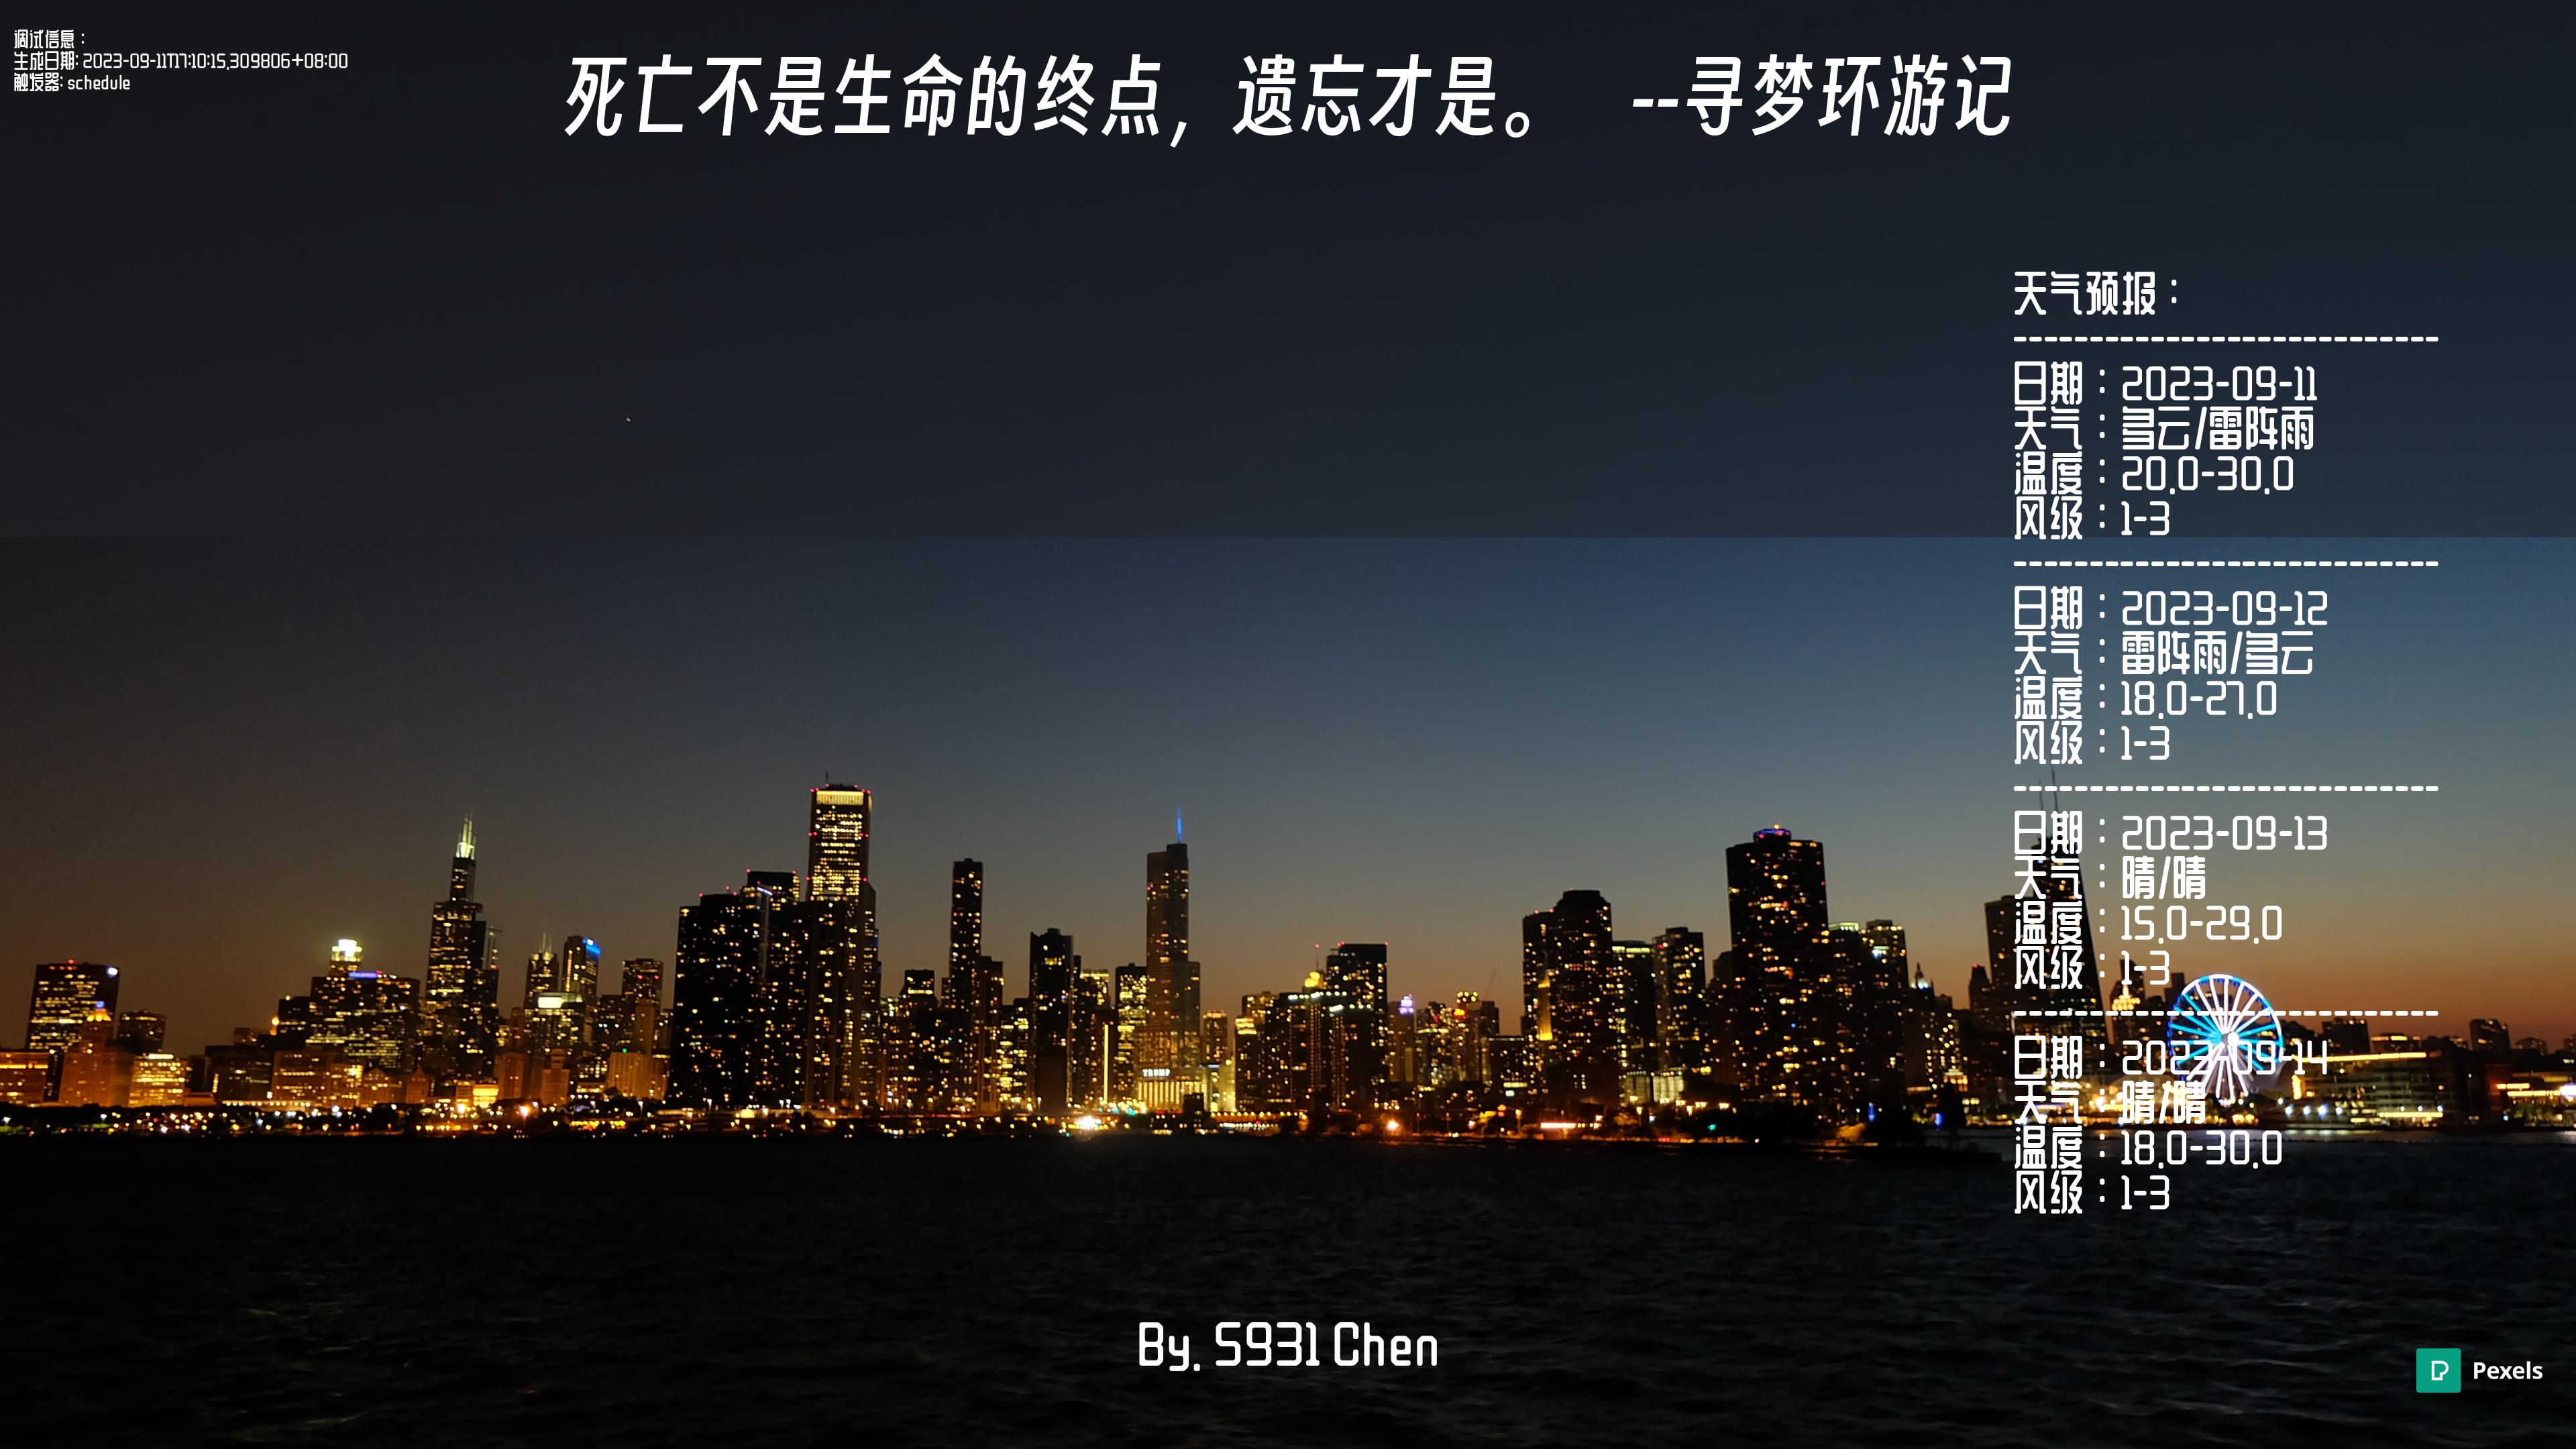 调试信息：
生成日期: 2023-09-11T17:10:15.309806+08:00
触发器: schedule
死亡不是生命的终点，遗忘才是。 --寻梦环游记
天气预报：
----------------------------
日期：2023-09-11
天气：多云/雷阵雨
温度：20.0-30.0
风级：1-3
----------------------------
日期：2023-09-12
天气：雷阵雨/多云
温度：18.0-27.0
风级：1-3
----------------------------
日期：2023-09-13
天气：晴/晴
温度：15.0-29.0
风级：1-3
----------------------------
日期：2023-09-14
天气：晴/晴
温度：18.0-30.0
风级：1-3
TRUMP
By. S931 Chen
Pexels